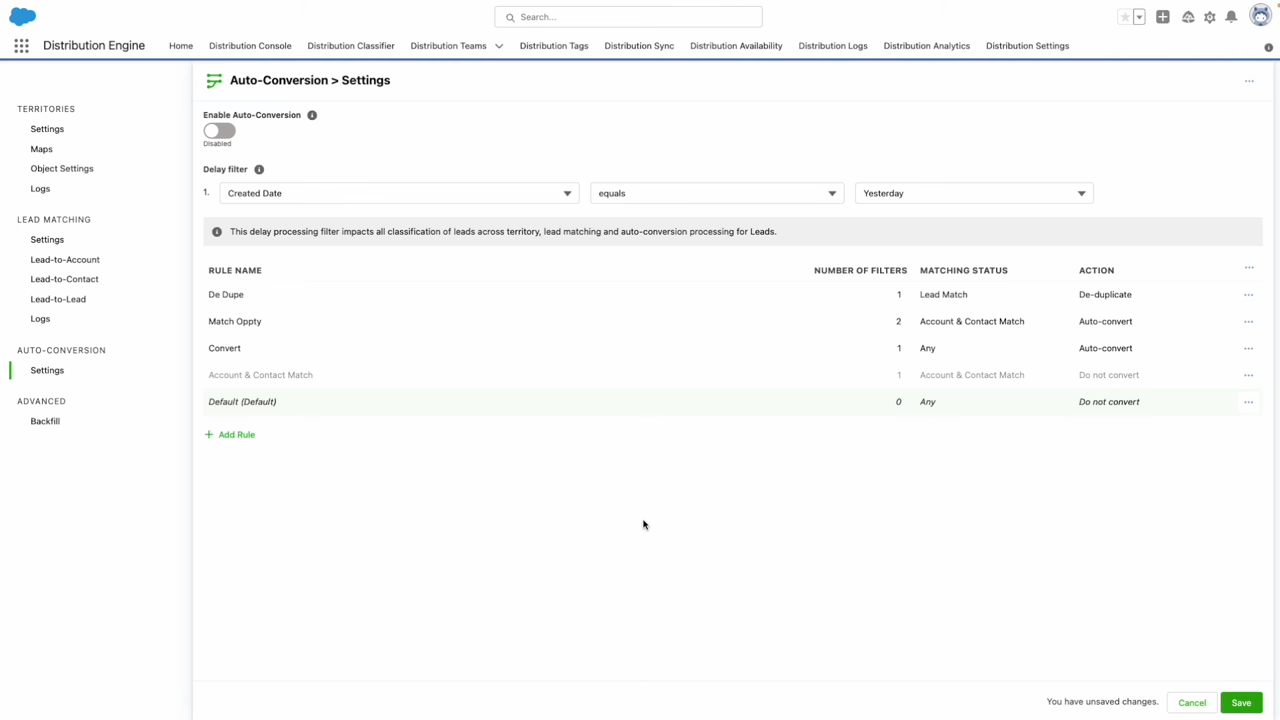 Search...
Distribution Engine
Home
Distribution Console
Distribution Classifier
Distribution Teams
Distribution Tags
Distribution Sync
Distribution Availability
Distribution Logs
Distribution Analytics
Distribution Settings
TERRITORIES
Settings
Maps
Object Settings
Logs
LEAD MATCHING
Settings
Lead-to-Account
Lead-to-Contact
Lead-to-Lead
Logs
AUTO-CONVERSION
Settings
ADVANCED
Backfill
Auto-Conversion > Settings
Enable Auto-Conversion
Disabled
Delay filter
1. Created Date equals Yesterday
This delay processing filter impacts all classification of leads across territory, lead matching and auto-conversion processing for Leads.
RULE NAME NUMBER OF FILTERS MATCHING STATUS ACTION
De Dupe 1 Lead Match De-duplicate
Match Oppty 2 Account & Contact Match Auto-convert
Convert 1 Any Auto-convert
Account & Contact Match 1 Account & Contact Match Do not convert
Default (Default) 0 Any Do not convert
+ Add Rule
You have unsaved changes. Cancel Save